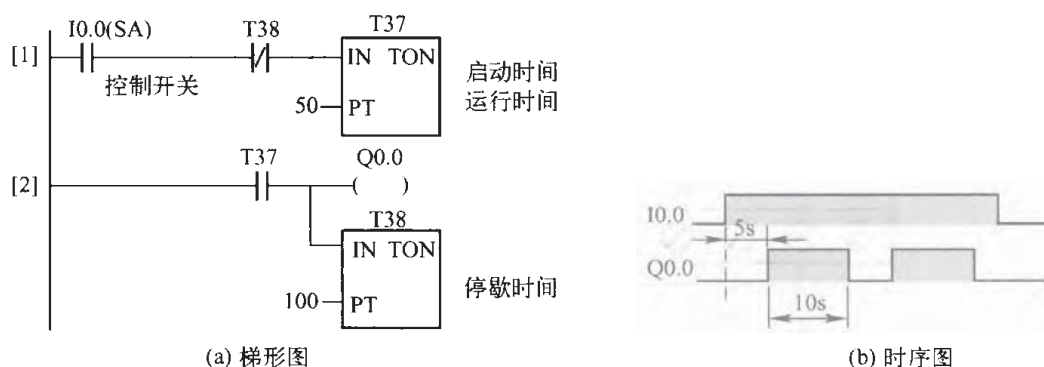 I0.0(SA) T38 T37
[1] IN TON 启动时间
控制开关 运行时间
50 PT
T37 Q0.0
[2] ( )
T38
IN TON 停歇时间
100 PT
(a) 梯形图
I0.0
5s
Q0.0
10s
(b) 时序图